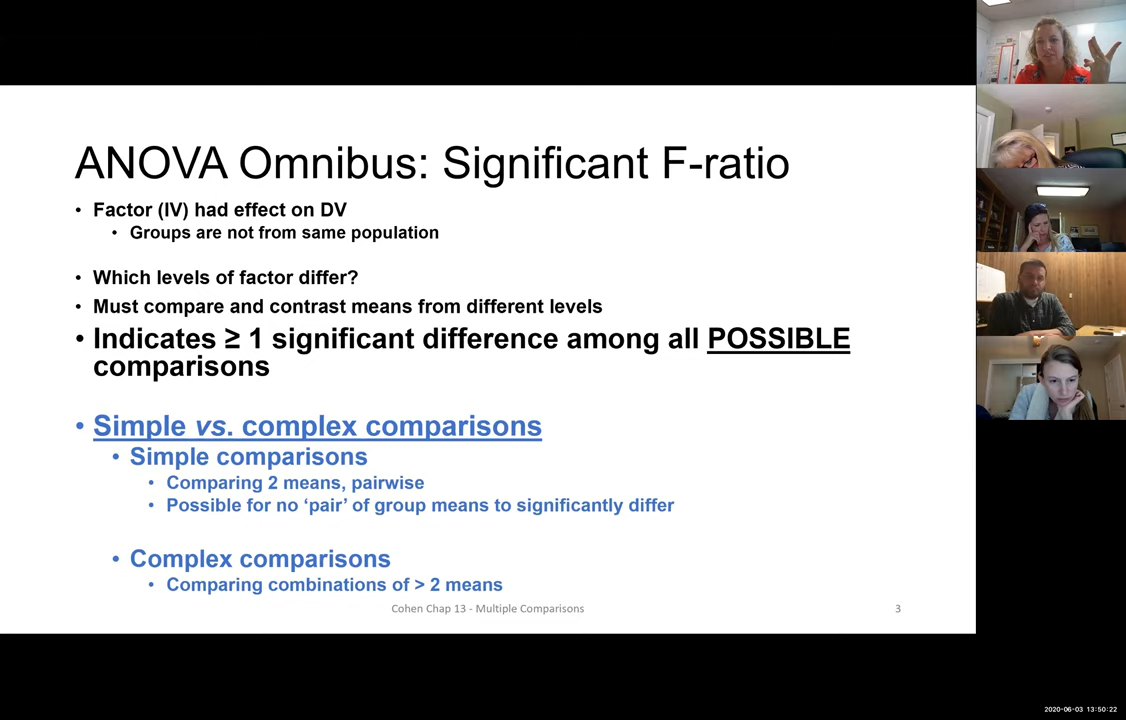 ANOVA Omnibus: Significant F-ratio
• Factor (IV) had effect on DV
• Groups are not from same population
• Which levels of factor differ?
• Must compare and contrast means from different levels
• Indicates ≥ 1 significant difference among all POSSIBLE
comparisons
• Simple vs. complex comparisons
• Simple comparisons
• Comparing 2 means, pairwise
• Possible for no ‘pair’ of group means to significantly differ
• Complex comparisons
• Comparing combinations of > 2 means
Cohen Chap 13 - Multiple Comparisons
3
2020-06-03 13:50:22